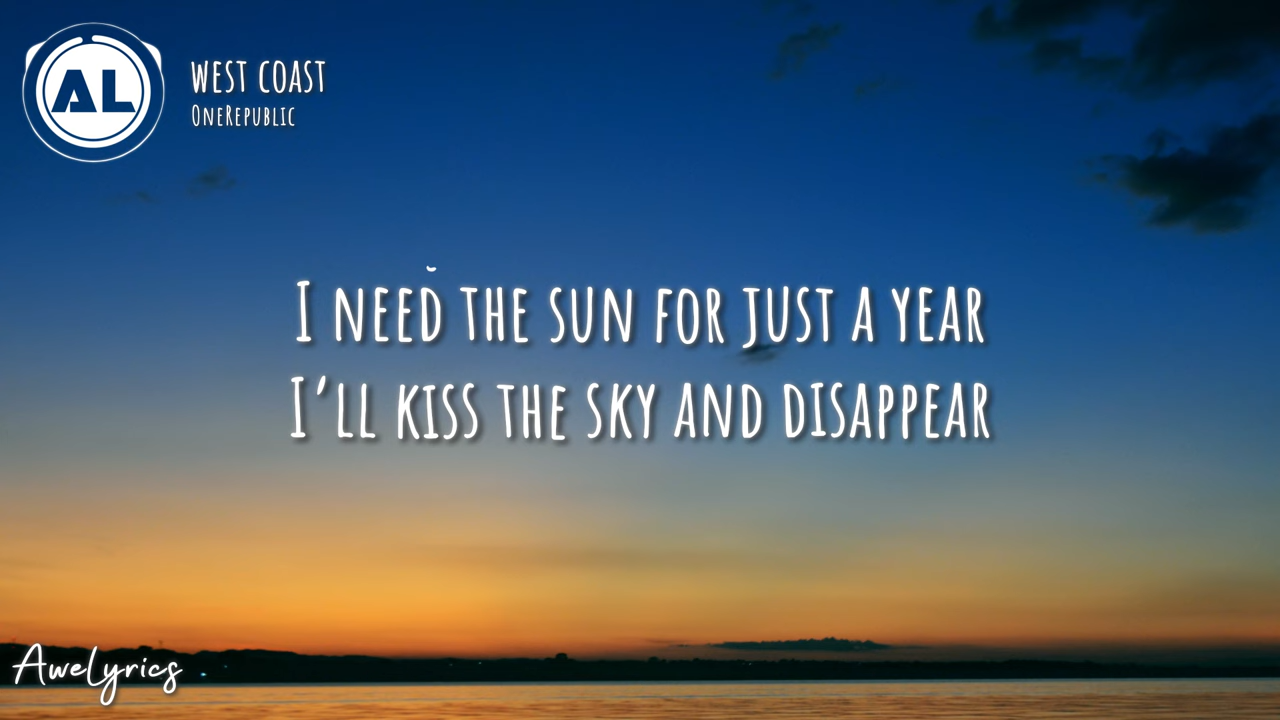 AL
WEST COAST
OneRepublic
I NEED THE SUN FOR JUST A YEAR
I’LL KISS THE SKY AND DISAPPEAR
AweLyrics